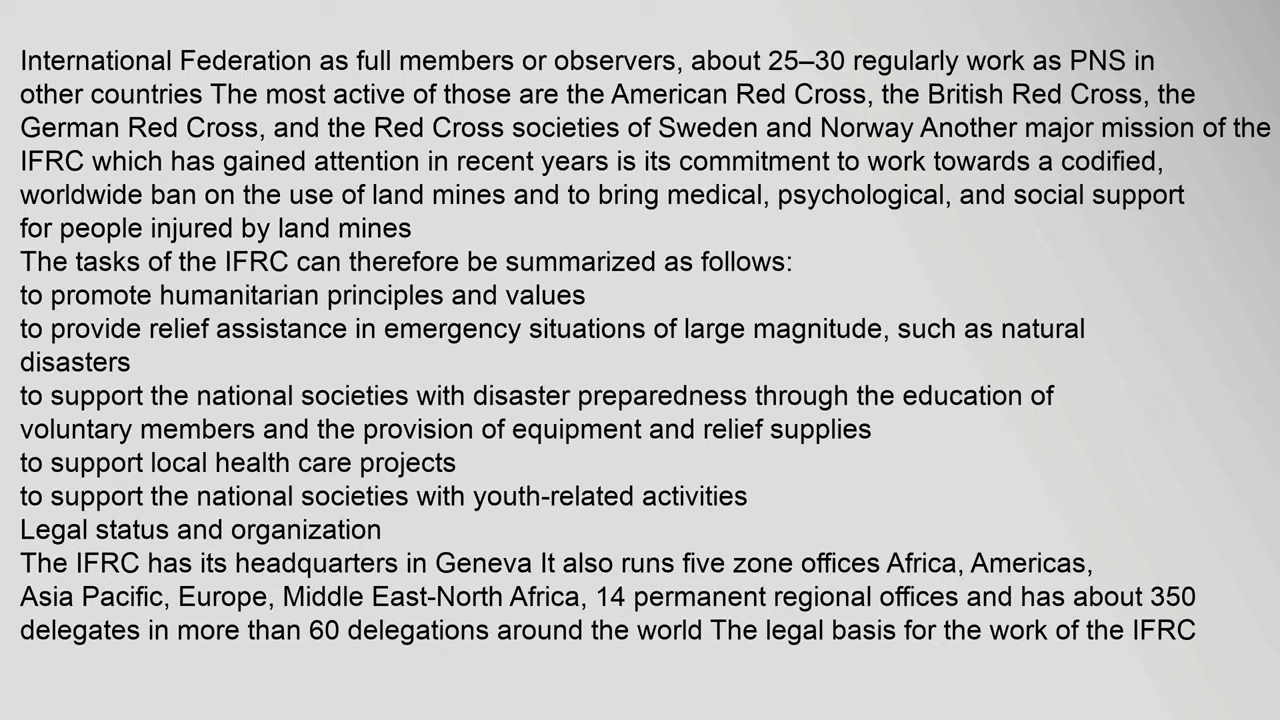 International Federation as full members or observers, about 25–30 regularly work as PNS in
other countries The most active of those are the American Red Cross, the British Red Cross, the
German Red Cross, and the Red Cross societies of Sweden and Norway Another major mission of the
IFRC which has gained attention in recent years is its commitment to work towards a codified,
worldwide ban on the use of land mines and to bring medical, psychological, and social support
for people injured by land mines
The tasks of the IFRC can therefore be summarized as follows:
to promote humanitarian principles and values
to provide relief assistance in emergency situations of large magnitude, such as natural
disasters
to support the national societies with disaster preparedness through the education of
voluntary members and the provision of equipment and relief supplies
to support local health care projects
to support the national societies with youth-related activities
Legal status and organization
The IFRC has its headquarters in Geneva It also runs five zone offices Africa, Americas,
Asia Pacific, Europe, Middle East-North Africa, 14 permanent regional offices and has about 350
delegates in more than 60 delegations around the world The legal basis for the work of the IFRC